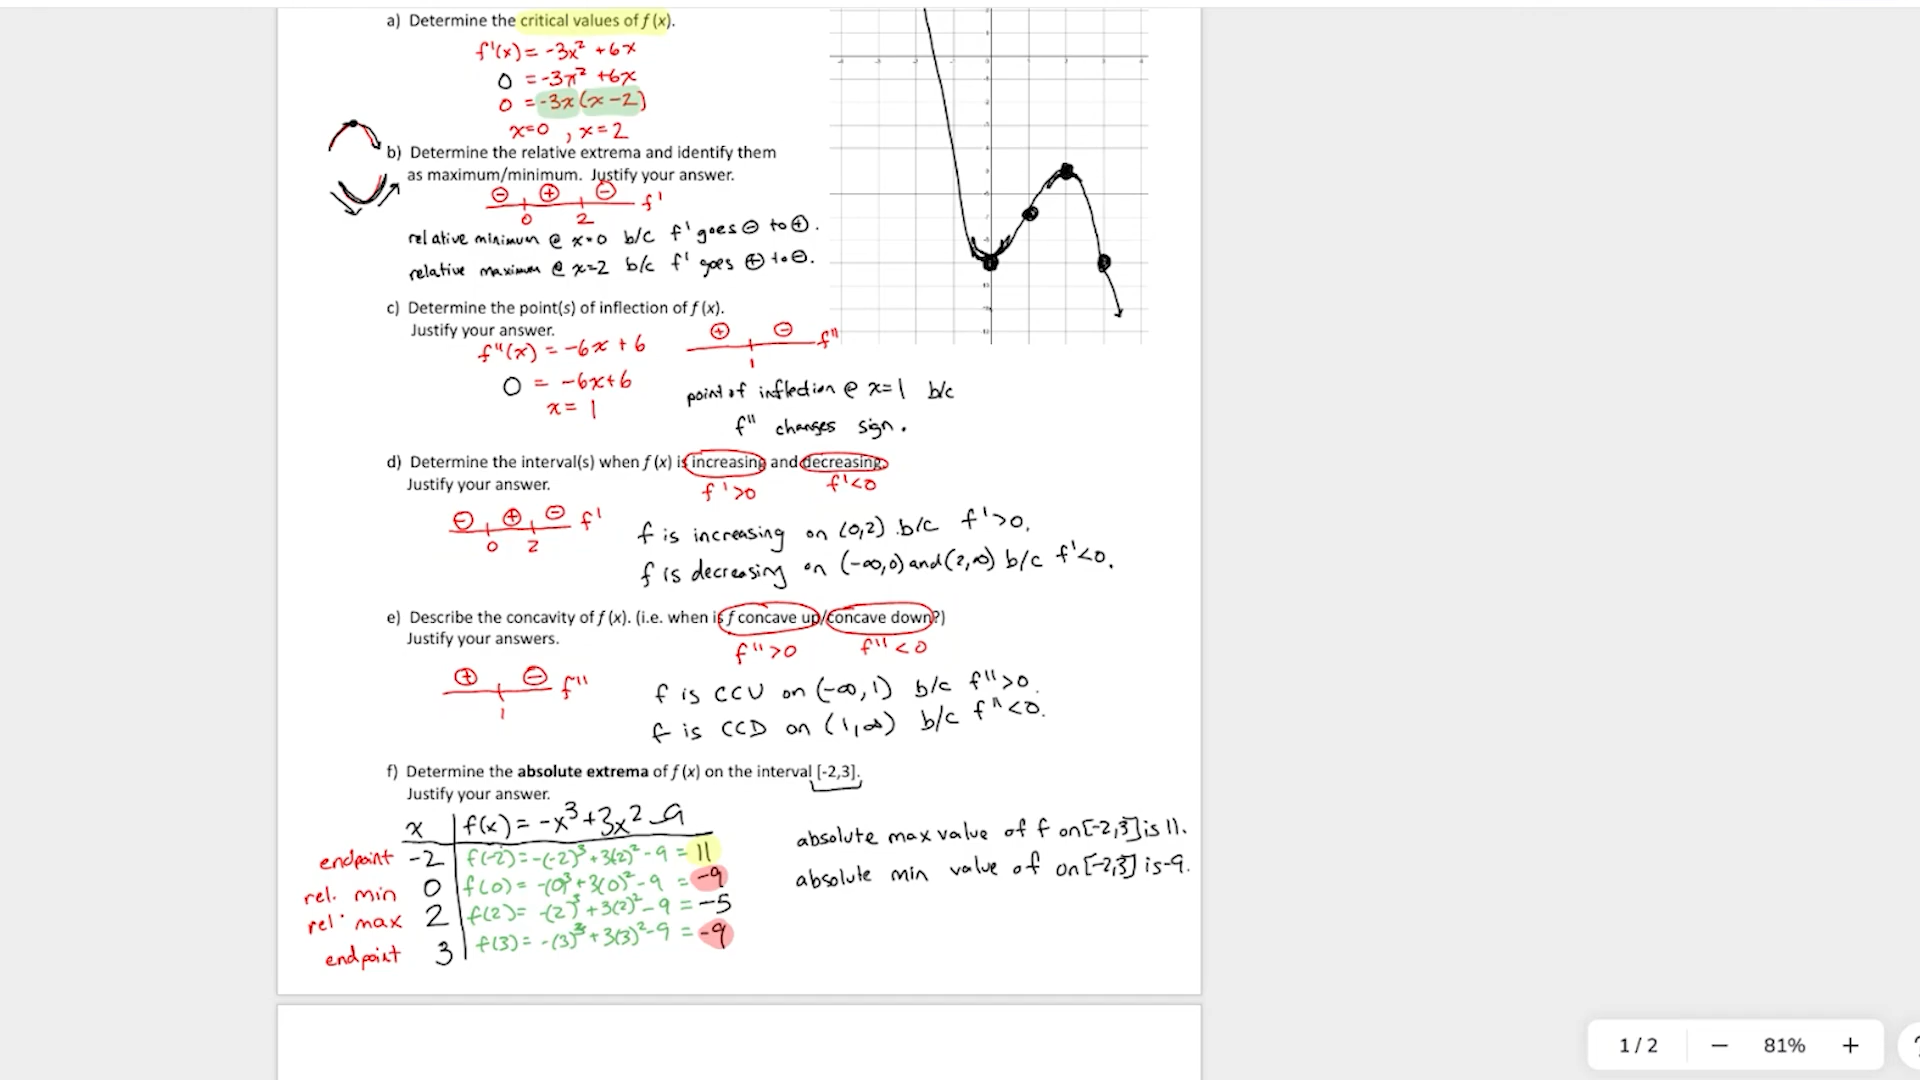 a) Determine the critical values of f (x).
f'(x) = -3x² + 6x
0 = -3x² + 6x
0 = -3x(x-2)
x=0 , x=2
b) Determine the relative extrema and identify them
as maximum/minimum. Justify your answer.
⊖ ⊕ ⊖ f'
0 2
relative minimum @ x=0 b/c f' goes ⊖ to ⊕.
relative maximum @ x=2 b/c f' goes ⊕ to ⊖.
c) Determine the point(s) of inflection of f (x).
Justify your answer.
f"(x) = -6x + 6
0 = -6x+6
x = 1
⊕ ⊖ f"
1
point of inflection @ x=1 b/c
f" changes sign.
d) Determine the interval(s) when f (x) is increasing and decreasing.
Justify your answer.
f'>0 f'<0
⊖ ⊕ ⊖ f'
0 2
f is increasing on (0,2) b/c f'>0.
f is decreasing on (-∞,0) and (2,∞) b/c f'<0.
e) Describe the concavity of f (x). (i.e. when is f concave up/concave down?)
Justify your answers.
f">0 f"<0
⊕ ⊖ f"
1
f is CCU on (-∞,1) b/c f">0.
f is CCD on (1,∞) b/c f"<0.
f) Determine the absolute extrema of f (x) on the interval [-2,3].
Justify your answer.
x f(x) = -x³+3x²-9
endpoint -2 f(-2) = -(-2)³+3(2)²-9 = 11
rel. min 0 f(0) = -(0)³+3(0)²-9 = -9
rel. max 2 f(2) = -(2)³+3(2)²-9 = -5
endpoint 3 f(3) = -(3)³+3(3)²-9 = -9
absolute max value of f on [-2,3] is 11.
absolute min value of f on [-2,3] is -9.
1 / 2 − 81% +